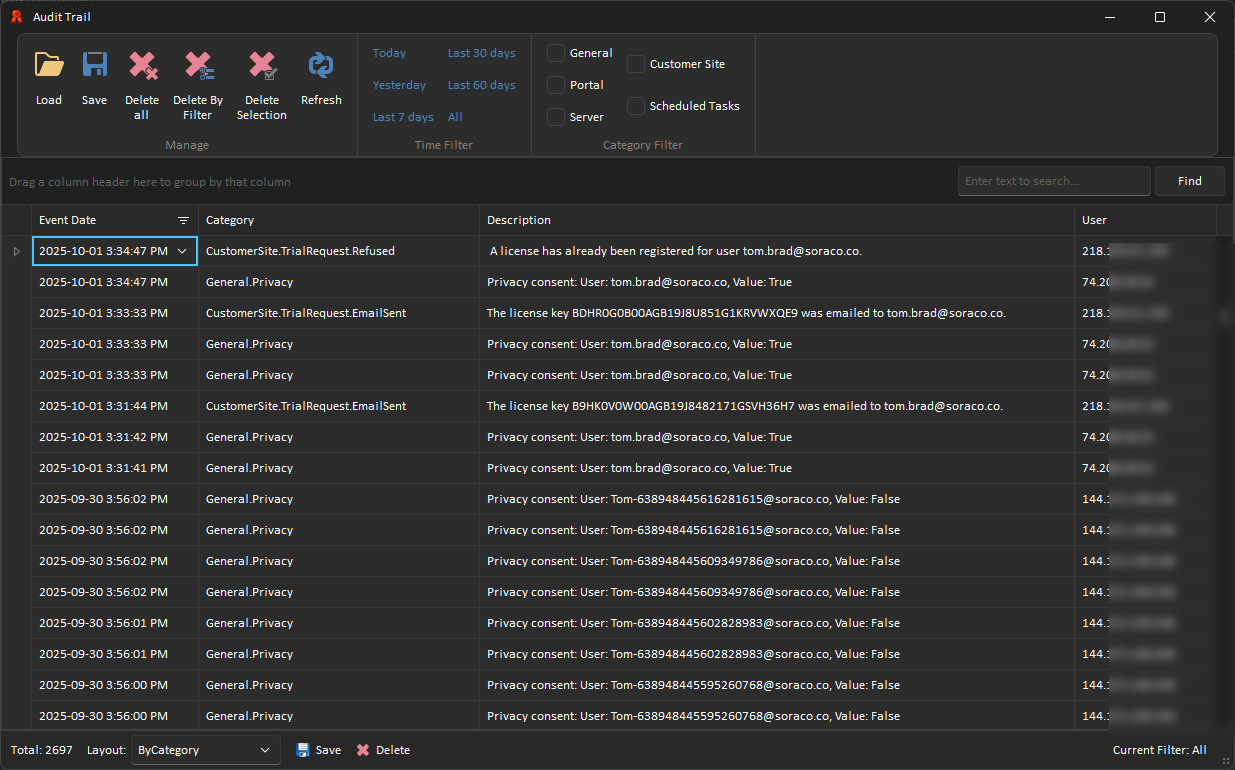 Audit Trail
Load
Save
Delete all
Delete By Filter
Delete Selection
Refresh
Manage
Today
Last 30 days
Yesterday
Last 60 days
Last 7 days
All
Time Filter
General
Portal
Server
Customer Site
Scheduled Tasks
Category Filter
Drag a column header here to group by that column
Enter text to search...
Find
Event Date Category Description User
2025-10-01 3:34:47 PM CustomerSite.TrialRequest.Refused A license has already been registered for user tom.brad@soraco.co. 218.
2025-10-01 3:34:47 PM General.Privacy Privacy consent: User: tom.brad@soraco.co, Value: True 74.20
2025-10-01 3:33:33 PM CustomerSite.TrialRequest.EmailSent The license key BDHR0G0B00AGB19J8U851G1KRVWXQE9 was emailed to tom.brad@soraco.co. 218.
2025-10-01 3:33:33 PM General.Privacy Privacy consent: User: tom.brad@soraco.co, Value: True 74.20
2025-10-01 3:33:33 PM General.Privacy Privacy consent: User: tom.brad@soraco.co, Value: True 74.20
2025-10-01 3:31:44 PM CustomerSite.TrialRequest.EmailSent The license key B9HK0V0W00AGB19J8482171GSVH36H7 was emailed to tom.brad@soraco.co. 218.
2025-10-01 3:31:42 PM General.Privacy Privacy consent: User: tom.brad@soraco.co, Value: True 74.20
2025-10-01 3:31:41 PM General.Privacy Privacy consent: User: tom.brad@soraco.co, Value: True 74.20
2025-09-30 3:56:02 PM General.Privacy Privacy consent: User: Tom-638948445616281615@soraco.co, Value: False 144.
2025-09-30 3:56:02 PM General.Privacy Privacy consent: User: Tom-638948445616281615@soraco.co, Value: False 144.
2025-09-30 3:56:02 PM General.Privacy Privacy consent: User: Tom-638948445609349786@soraco.co, Value: False 144.
2025-09-30 3:56:02 PM General.Privacy Privacy consent: User: Tom-638948445609349786@soraco.co, Value: False 144.
2025-09-30 3:56:01 PM General.Privacy Privacy consent: User: Tom-638948445602828983@soraco.co, Value: False 144.
2025-09-30 3:56:01 PM General.Privacy Privacy consent: User: Tom-638948445602828983@soraco.co, Value: False 144.
2025-09-30 3:56:00 PM General.Privacy Privacy consent: User: Tom-638948445595260768@soraco.co, Value: False 144.
2025-09-30 3:56:00 PM General.Privacy Privacy consent: User: Tom-638948445595260768@soraco.co, Value: False 144.
Total: 2697 Layout: ByCategory Save Delete Current Filter: All